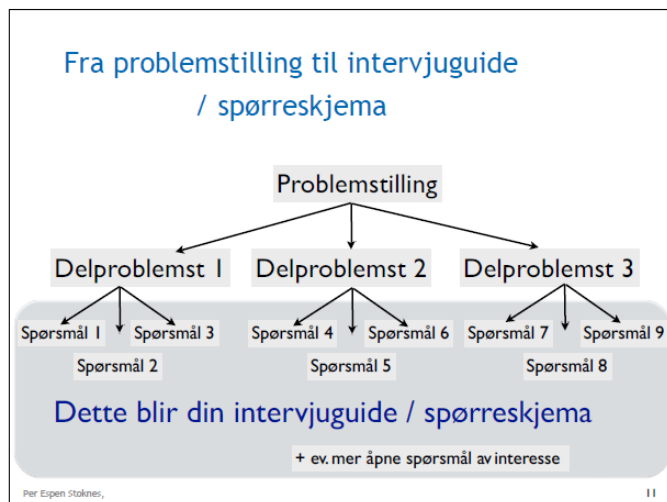 Fra problemstilling til intervjuguide
/ spørreskjema
Problemstilling
Delproblemst 1
Delproblemst 2
Delproblemst 3
Spørsmål 1
Spørsmål 3
Spørsmål 4
Spørsmål 6
Spørsmål 7
Spørsmål 9
Spørsmål 2
Spørsmål 5
Spørsmål 8
Dette blir din intervjuguide / spørreskjema
+ ev. mer åpne spørsmål av interesse
Per Espen Stoknes,
11